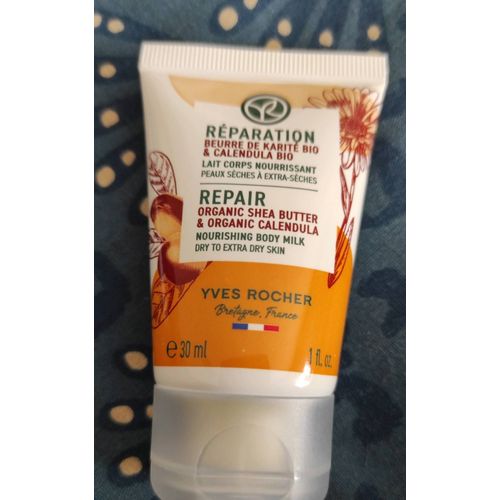 RÉPARATION
BEURRE DE KARITÉ BIO
& CALENDULA BIO
LAIT CORPS NOURRISSANT
PEAUX SÈCHES À EXTRA-SÈCHES
REPAIR
ORGANIC SHEA BUTTER
& ORGANIC CALENDULA
NOURISHING BODY MILK
DRY TO EXTRA DRY SKIN
YVES ROCHER
Bretagne, France
e 30 ml 1 fl. oz.